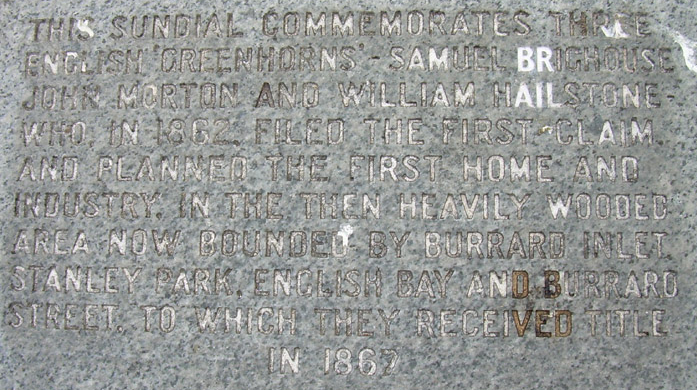 THIS SUNDIAL COMMEMORATES THREE
ENGLISH 'GREENHORNS' - SAMUEL BRIGHOUSE
JOHN MORTON AND WILLIAM HAILSTONE -
WHO IN 1862, FILED THE FIRST CLAIM
AND PLANNED THE FIRST HOME AND
INDUSTRY, IN THE THEN HEAVILY WOODED
AREA NOW BOUNDED BY BURRARD INLET,
STANLEY PARK, ENGLISH BAY AND BURRARD
STREET, TO WHICH THEY RECEIVED TITLE
IN 1867